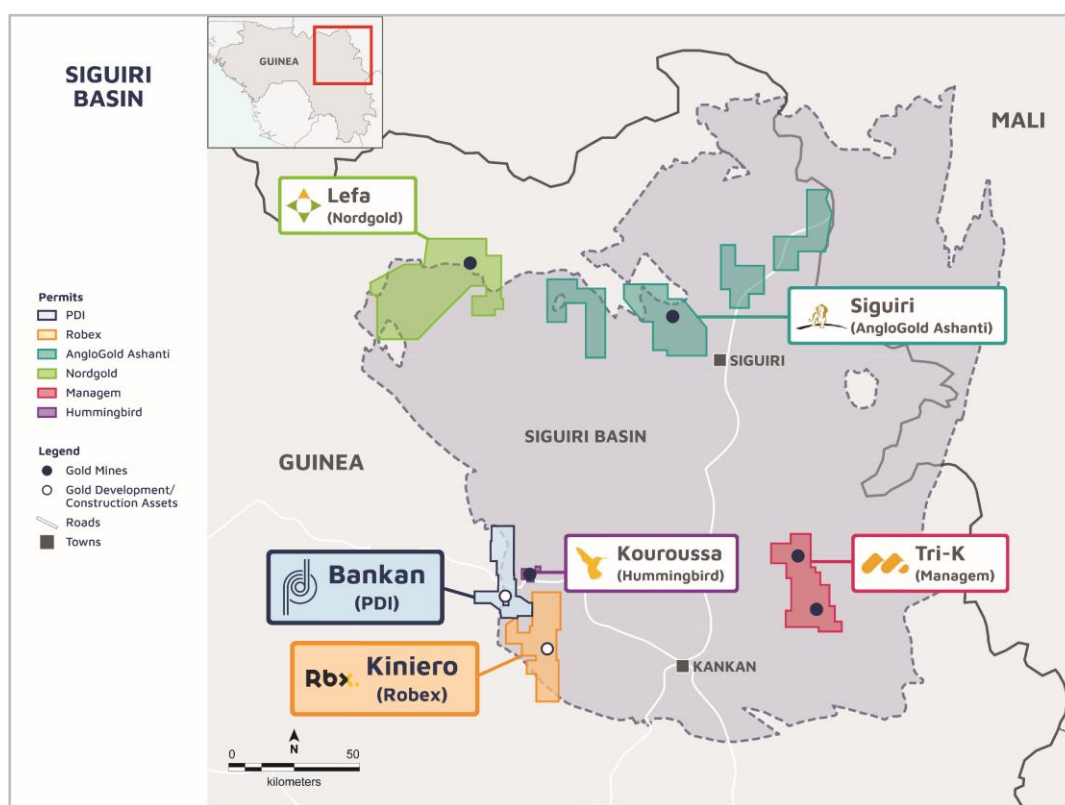 SIGUIRI
BASIN
GUINEA
MALI
Lefa
(Nordgold)
Siguiri
(AngloGold Ashanti)
SIGUIRI
SIGUIRI BASIN
GUINEA
Permits
PDI
Robex
AngloGold Ashanti
Nordgold
Managem
Hummingbird
Legend
Gold Mines
Gold Development/
Construction Assets
Roads
Towns
Bankan
(PDI)
Kouroussa
(Hummingbird)
Tri-K
(Managem)
Rbx.
Kiniero
(Robex)
KANKAN
N
0 50
kilometers